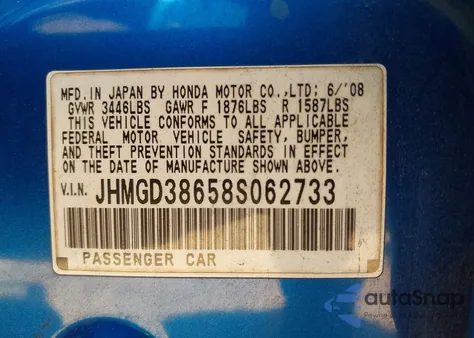 MFD. IN JAPAN BY HONDA MOTOR CO.,LTD; 6/'08
GVWR 3446LBS GAWR F 1876LBS R 1587LBS
THIS VEHICLE CONFORMS TO ALL APPLICABLE
FEDERAL MOTOR VEHICLE SAFETY, BUMPER,
AND THEFT PREVENTION STANDARDS IN EFFECT
ON THE DATE OF MANUFACTURE SHOWN ABOVE.
V.I.N. JHMGD38658S062733
PASSENGER CAR
autoSnap